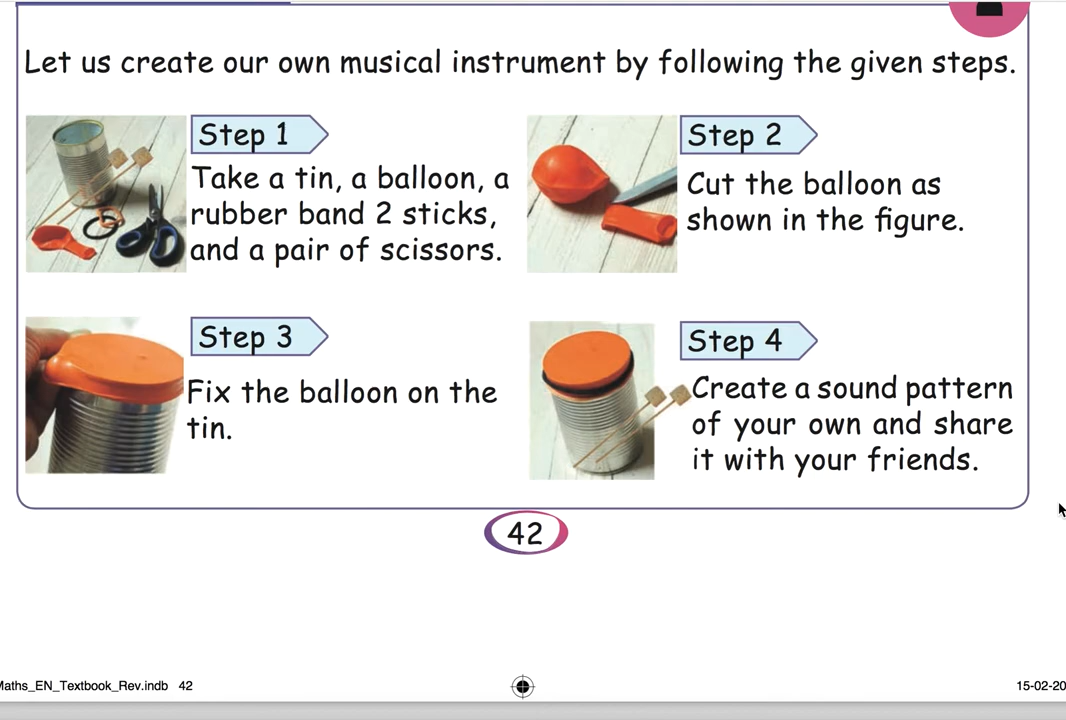 Let us create our own musical instrument by following the given steps.
Step 1
Take a tin, a balloon, a
rubber band 2 sticks,
and a pair of scissors.
Step 2
Cut the balloon as
shown in the figure.
Step 3
Fix the balloon on the
tin.
Step 4
Create a sound pattern
of your own and share
it with your friends.
42
Maths_EN_Textbook_Rev.indb 42
15-02-20